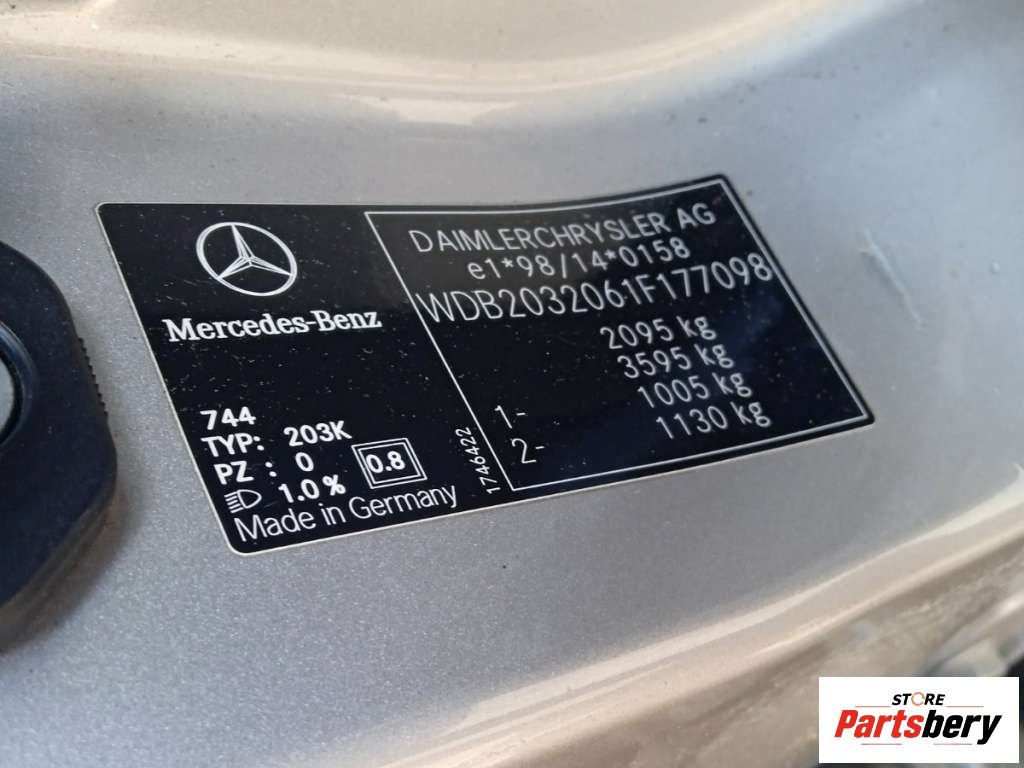 Mercedes-Benz
744
TYP: 203K
PZ : 0
1.0 %
0.8
Made in Germany
1746422
DAIMLERCHRYSLER AG
e1*98/14*0158
WDB2032061F177098
2095 kg
3595 kg
1- 1005 kg
2- 1130 kg
STORE
Partsbery